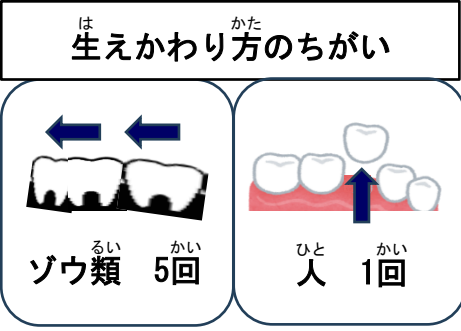 生えかわり方のちがい
ゾウ類 5回
人 1回